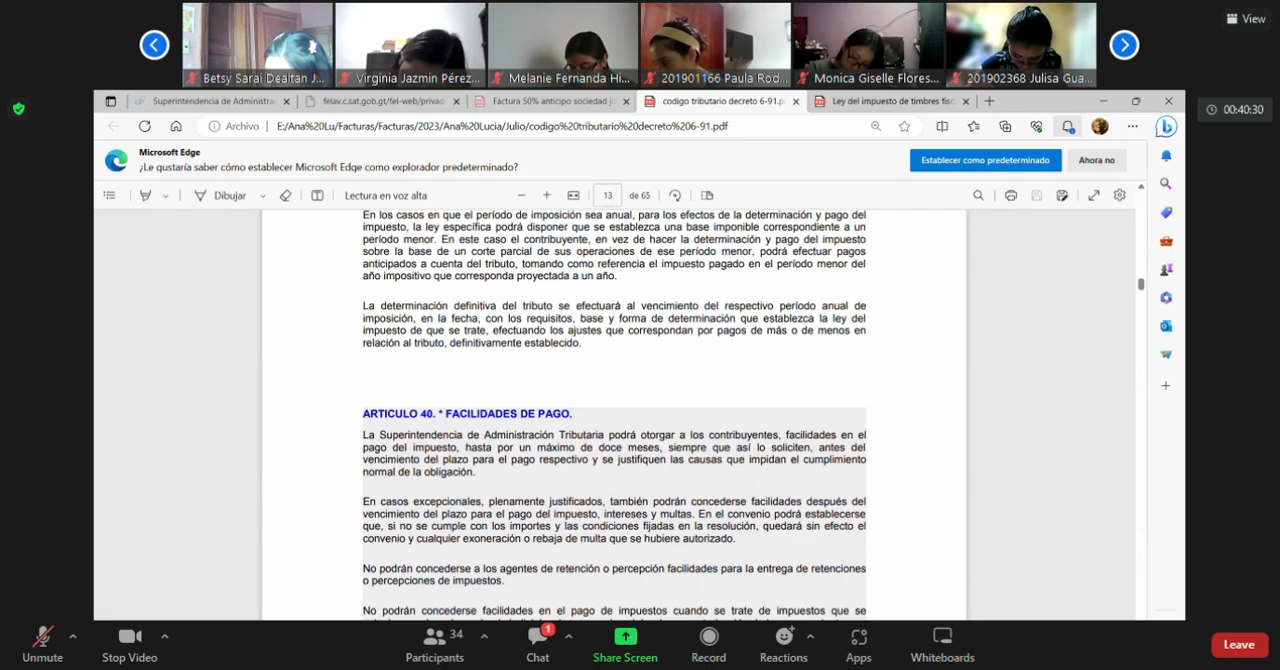 View
Betsy Sarai Dealtan J...
Virginia Jazmin Pérez...
Melanie Fernanda Hi...
201901166 Paula Rod...
Monica Giselle Flores...
201902368 Julisa Gua...
Superintendencia de Administrac
felav.c.sat.gob.gt/fel-web/privad
Factura 50% anticipo sociedad jo
codigo tributario decreto 6-91.p
Ley del impuesto de timbres fisc
00:40:30
Archivo
E:/Ana%20Lu/Facturas/Facturas/2023/Ana%20Lucia/Julio/codigo%20tributario%20decreto%206-91.pdf
Microsoft Edge
¿Le gustaría saber cómo establecer Microsoft Edge como explorador predeterminado?
Establecer como predeterminado
Ahora no
Dibujar
Lectura en voz alta
13
de 65
En los casos en que el período de imposición sea anual, para los efectos de la determinación y pago del
impuesto, la ley específica podrá disponer que se establezca una base imponible correspondiente a un
período menor. En este caso el contribuyente, en vez de hacer la determinación y pago del impuesto
sobre la base de un corte parcial de sus operaciones de ese período menor, podrá efectuar pagos
anticipados a cuenta del tributo, tomando como referencia el impuesto pagado en el período menor del
año impositivo que corresponda proyectada a un año.
La determinación definitiva del tributo se efectuará al vencimiento del respectivo período anual de
imposición, en la fecha, con los requisitos, base y forma de determinación que establezca la ley del
impuesto de que se trate, efectuando los ajustes que correspondan por pagos de más o de menos en
relación al tributo, definitivamente establecido.
ARTICULO 40. * FACILIDADES DE PAGO.
La Superintendencia de Administración Tributaria podrá otorgar a los contribuyentes, facilidades en el
pago del impuesto, hasta por un máximo de doce meses, siempre que así lo soliciten, antes del
vencimiento del plazo para el pago respectivo y se justifiquen las causas que impidan el cumplimiento
normal de la obligación.
En casos excepcionales, plenamente justificados, también podrán concederse facilidades después del
vencimiento del plazo para el pago del impuesto, intereses y multas. En el convenio podrá establecerse
que, si no se cumple con los importes y las condiciones fijadas en la resolución, quedará sin efecto el
convenio y cualquier exoneración o rebaja de multa que se hubiere autorizado.
No podrán concederse a los agentes de retención o percepción facilidades para la entrega de retenciones
o percepciones de impuestos.
No podrán concederse facilidades en el pago de impuestos cuando se trate de impuestos que se
Unmute
Stop Video
Participants
34
Chat
1
Share Screen
Record
Reactions
Apps
Whiteboards
Leave